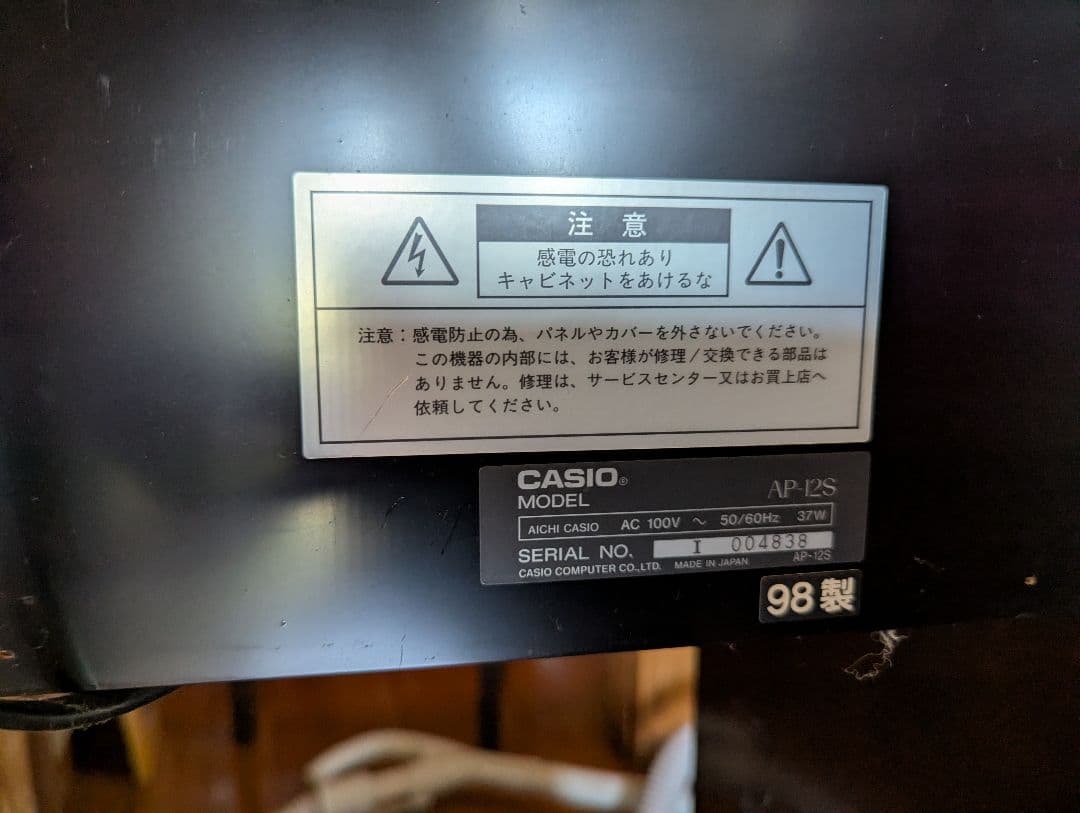 注 意
感電の恐れあり
キャビネットをあけるな
注意：感電防止の為、パネルやカバーを外さないでください。
この機器の内部には、お客様が修理／交換できる部品は
ありません。修理は、サービスセンター又はお買上店へ
依頼してください。
CASIO®
MODEL AP-12S
AICHI CASIO AC 100V ～ 50/60Hz 37W
SERIAL NO. I 004838
CASIO COMPUTER CO.,LTD. MADE IN JAPAN AP-12S
98製